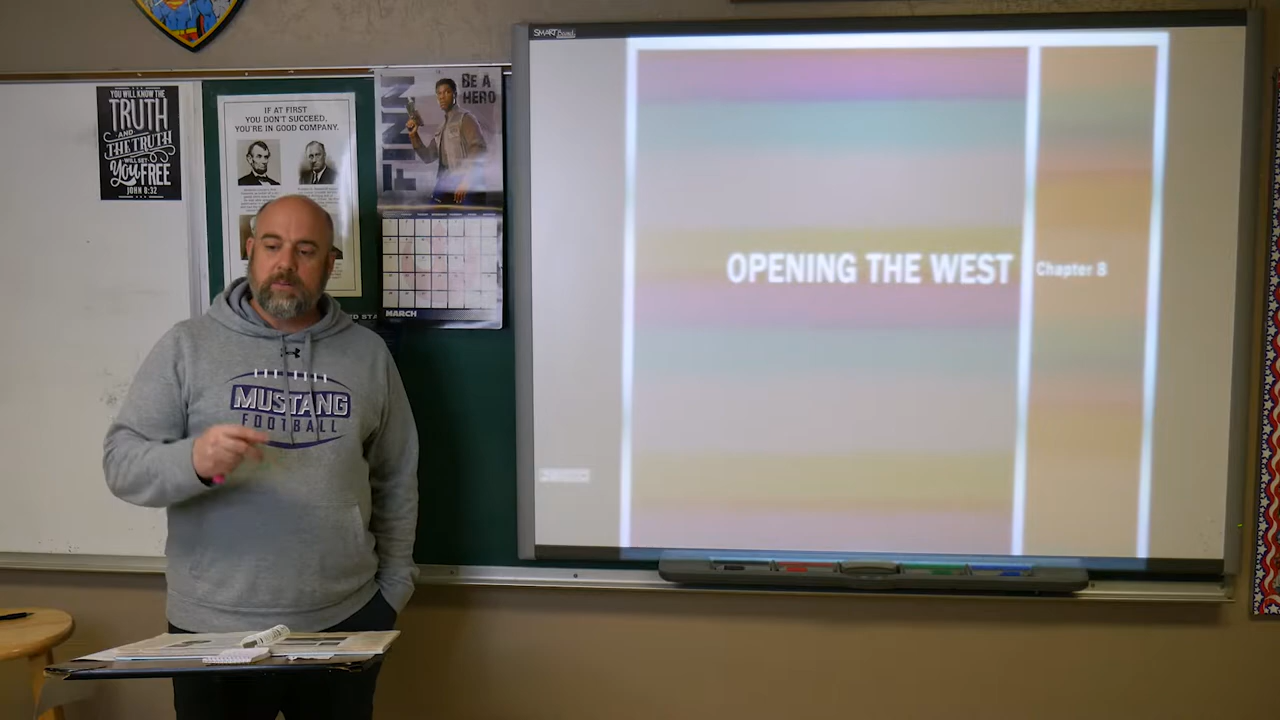 SMART Board
YOU WILL KNOW THE
TRUTH
AND
THE TRUTH
WILL SET
You FREE
JOHN 8:32
IF AT FIRST
YOU DON'T SUCCEED,
YOU'RE IN GOOD COMPANY.
FINN
BE A
HERO
MARCH
OPENING THE WEST
Chapter 8
MUSTANG
FOOTBALL